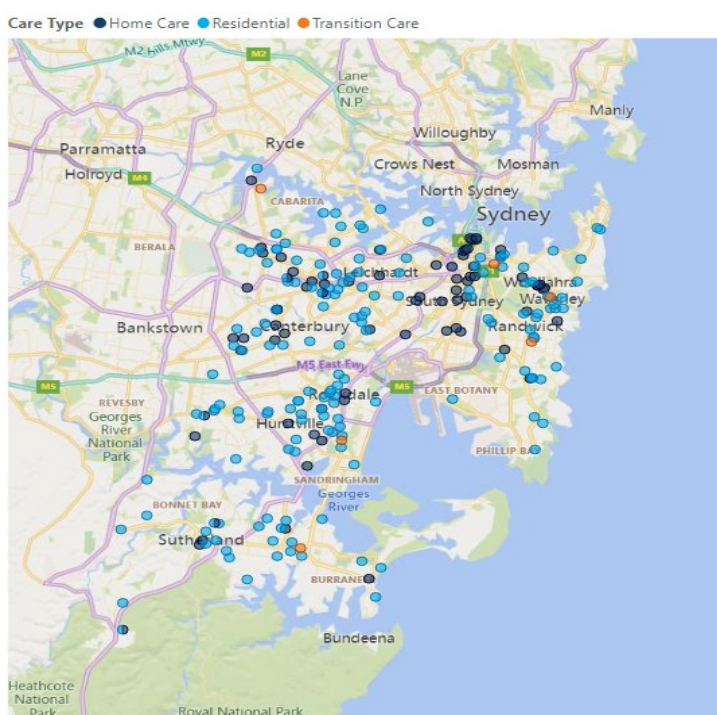 Care Type Home Care Residential Transition Care
M2 Hills Mtwy
M2
Lane
Cove
N.P.
Manly
Willoughby
Ryde
Parramatta
Crows Nest
Mosman
Holroyd
M4
North Sydney
CABARITA
Sydney
BERALA
A4
Leichhardt
Woollahra
South Sydney
Waverley
Bankstown
Canterbury
Randwick
M5 East Fwy
M5
M5
Rockdale
EAST BOTANY
REVESBY
Georges
River
National
Park
Hurstville
PHILLIP BAY
SANDRINGHAM
Georges
River
BONNET BAY
Sutherland
BURRANEER
Bundeena
Heathcote
National
Park
Royal National Park